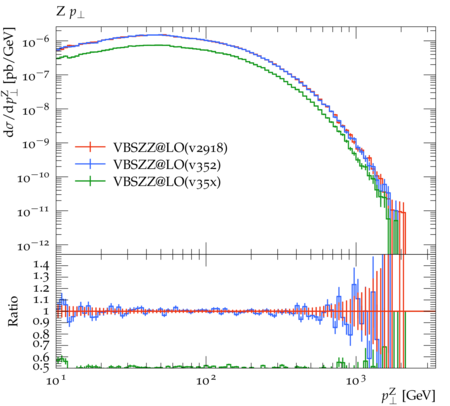 Z p⊥
dσ/dp⊥^Z [pb/GeV]
10^−6
10^−7
10^−8
10^−9
10^−10
10^−11
10^−12
VBSZZ@LO(v2918)
VBSZZ@LO(v352)
VBSZZ@LO(v35x)
Ratio
1.4
1.3
1.2
1.1
1
0.9
0.8
0.7
0.6
0.5
10^1
10^2
10^3
p⊥^Z [GeV]